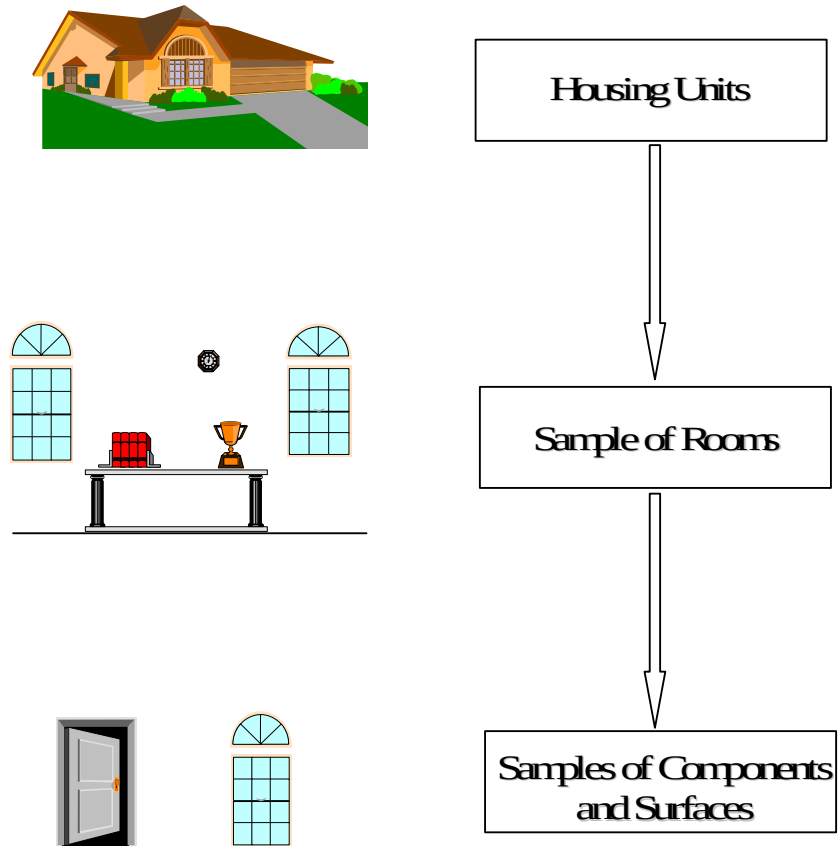 Housing Units
Sample of Rooms
Samples of Components
and Surfaces